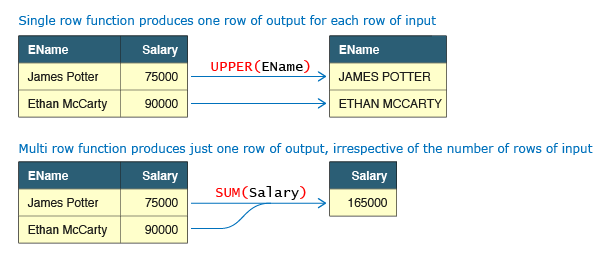 Single row function produces one row of output for each row of input
EName Salary EName
UPPER(EName)
James Potter 75000 JAMES POTTER
Ethan McCarty 90000 ETHAN MCCARTY
Multi row function produces just one row of output, irrespective of the number of rows of input
EName Salary Salary
SUM(Salary)
James Potter 75000 165000
Ethan McCarty 90000